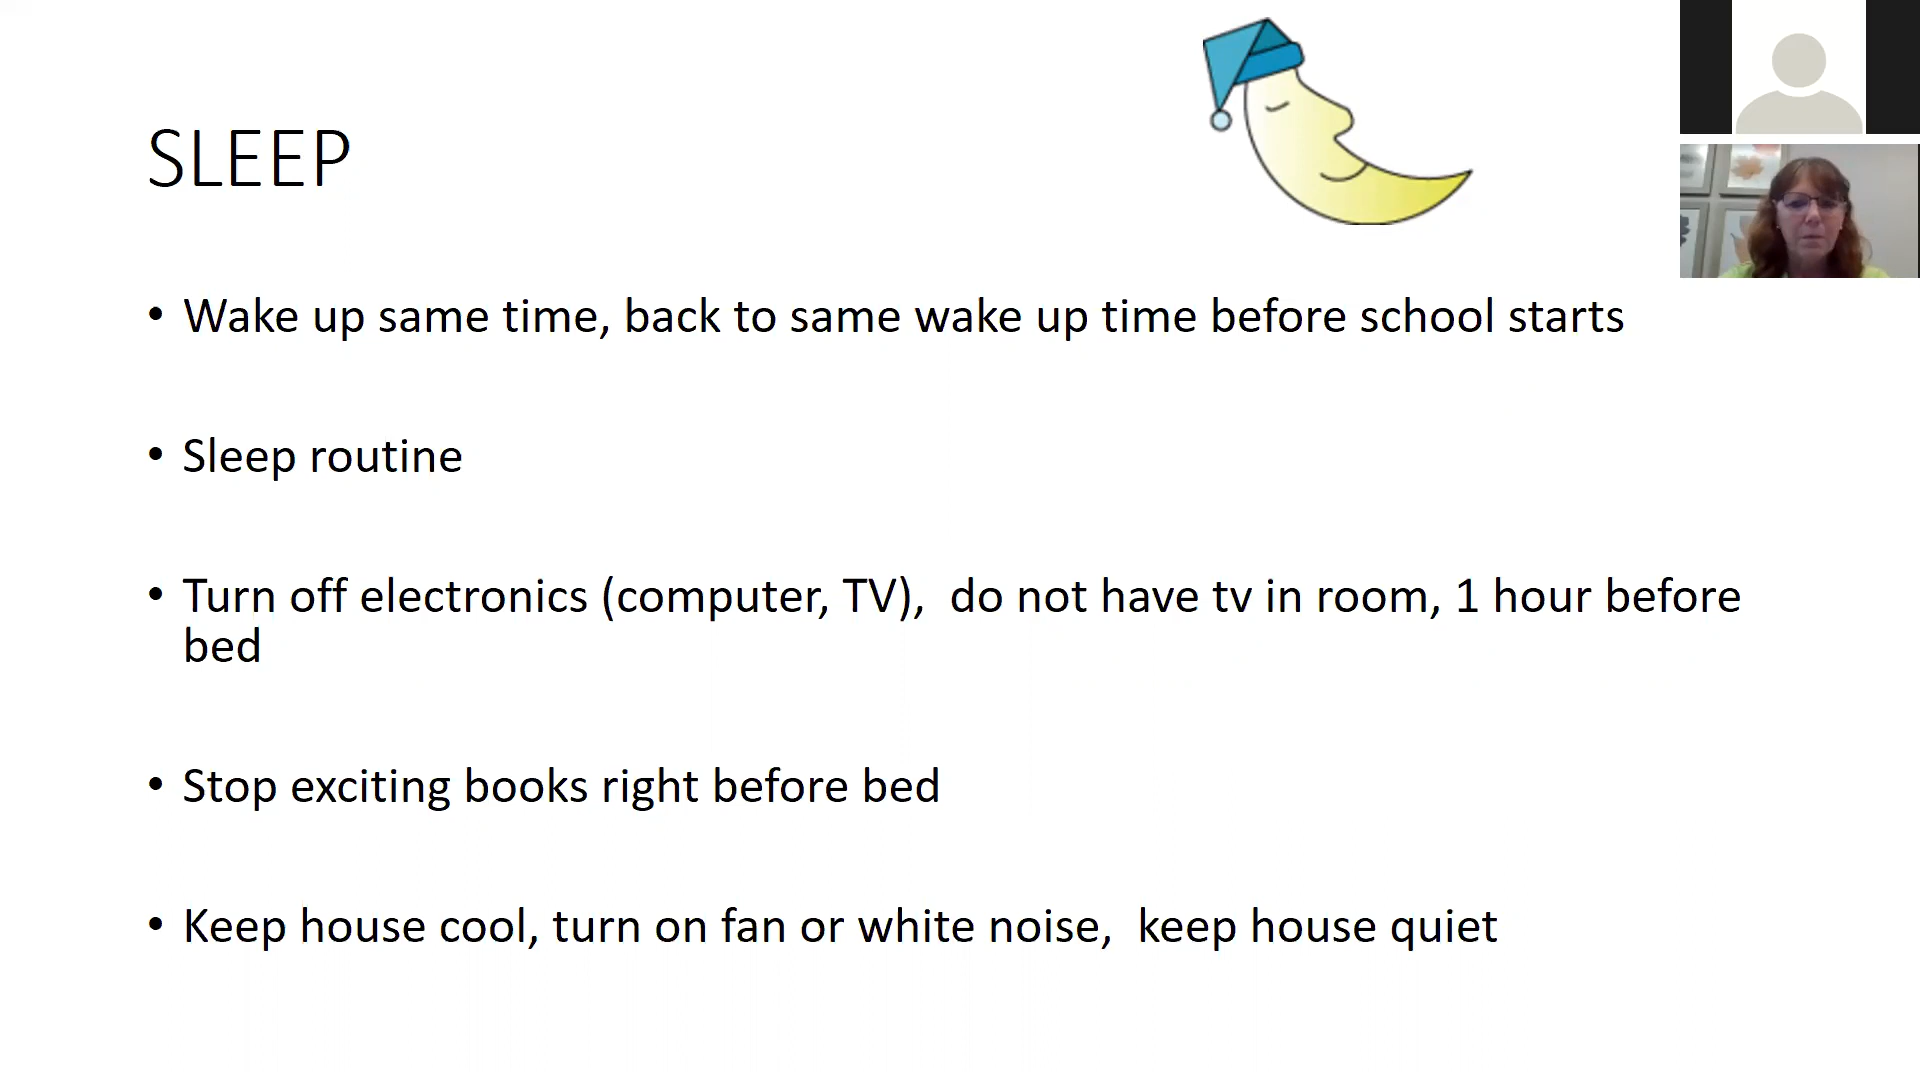 SLEEP
• Wake up same time, back to same wake up time before school starts
• Sleep routine
• Turn off electronics (computer, TV),  do not have tv in room, 1 hour before
bed
• Stop exciting books right before bed
• Keep house cool, turn on fan or white noise,  keep house quiet